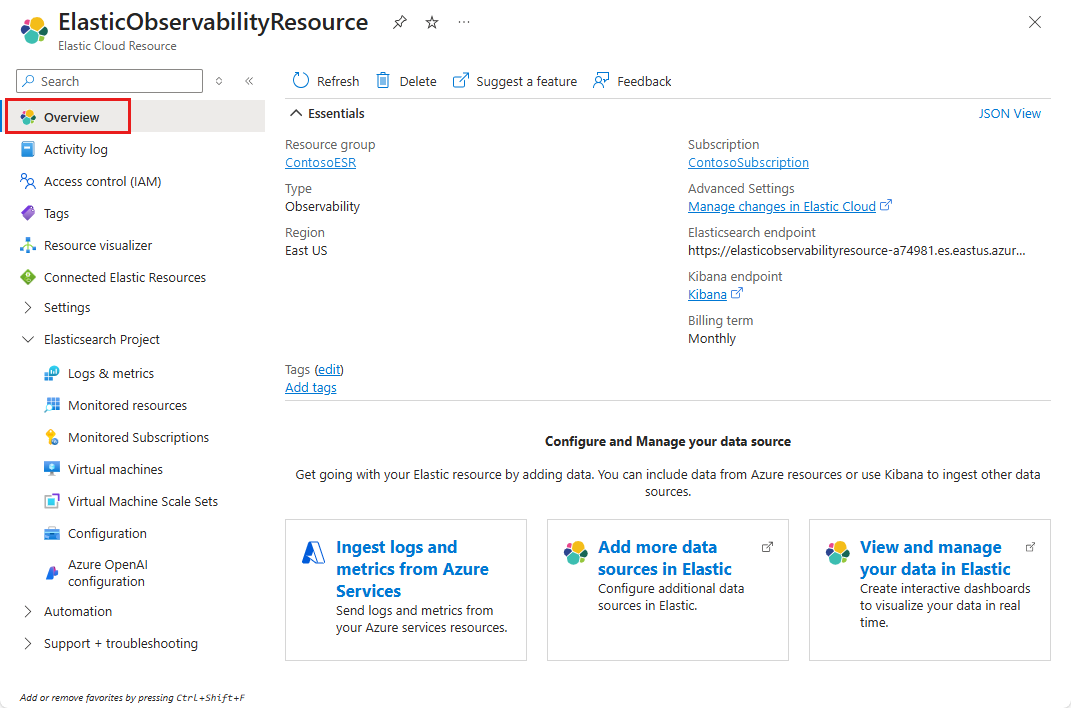 ElasticObservabilityResource
Elastic Cloud Resource
Search
Overview
Activity log
Access control (IAM)
Tags
Resource visualizer
Connected Elastic Resources
Settings
Elasticsearch Project
Logs & metrics
Monitored resources
Monitored Subscriptions
Virtual machines
Virtual Machine Scale Sets
Configuration
Azure OpenAI
configuration
Automation
Support + troubleshooting
Add or remove favorites by pressing Ctrl+Shift+F
Refresh
Delete
Suggest a feature
Feedback
Essentials
JSON View
Resource group
ContosoESR
Type
Observability
Region
East US
Subscription
ContosoSubscription
Advanced Settings
Manage changes in Elastic Cloud
Elasticsearch endpoint
https://elasticobservabilityresource-a74981.es.eastus.azur...
Kibana endpoint
Kibana
Billing term
Monthly
Tags (edit)
Add tags
Configure and Manage your data source
Get going with your Elastic resource by adding data. You can include data from Azure resources or use Kibana to ingest other data
sources.
Ingest logs and
metrics from Azure
Services
Send logs and metrics from
your Azure services resources.
Add more data
sources in Elastic
Configure additional data
sources in Elastic.
View and manage
your data in Elastic
Create interactive dashboards
to visualize your data in real
time.